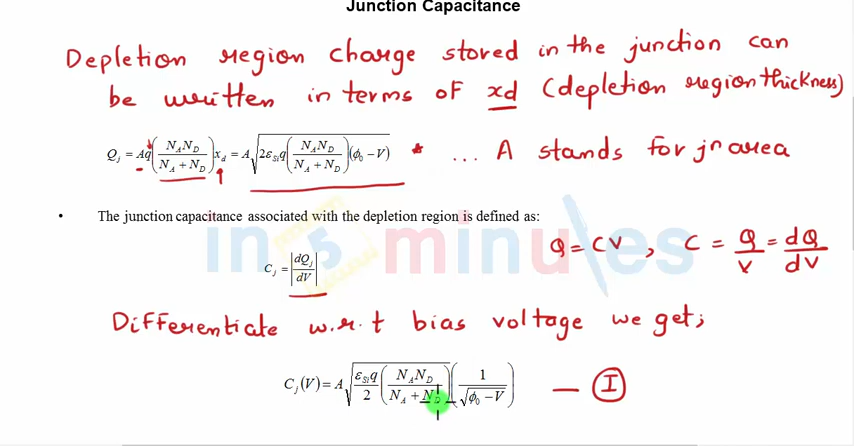 Junction Capacitance
Depletion region charge stored in the junction can
be written in terms of xd (depletion region thickness)
Q_j = Aq(N_A N_D / (N_A + N_D)) x_d = A√(2ε_Si q (N_A N_D / (N_A + N_D)) (ϕ_0 − V)) * ... A stands for jn area
• The junction capacitance associated with the depletion region is defined as:
in 5 minutes
Q = CV , C = Q/V = dQ/dV
C_j = |dQ_j / dV|
Differentiate w.r.t bias voltage we get;
C_j(V) = A√((ε_Si q / 2) (N_A N_D / (N_A + N_D))) (1 / √(ϕ_0 − V)) — I